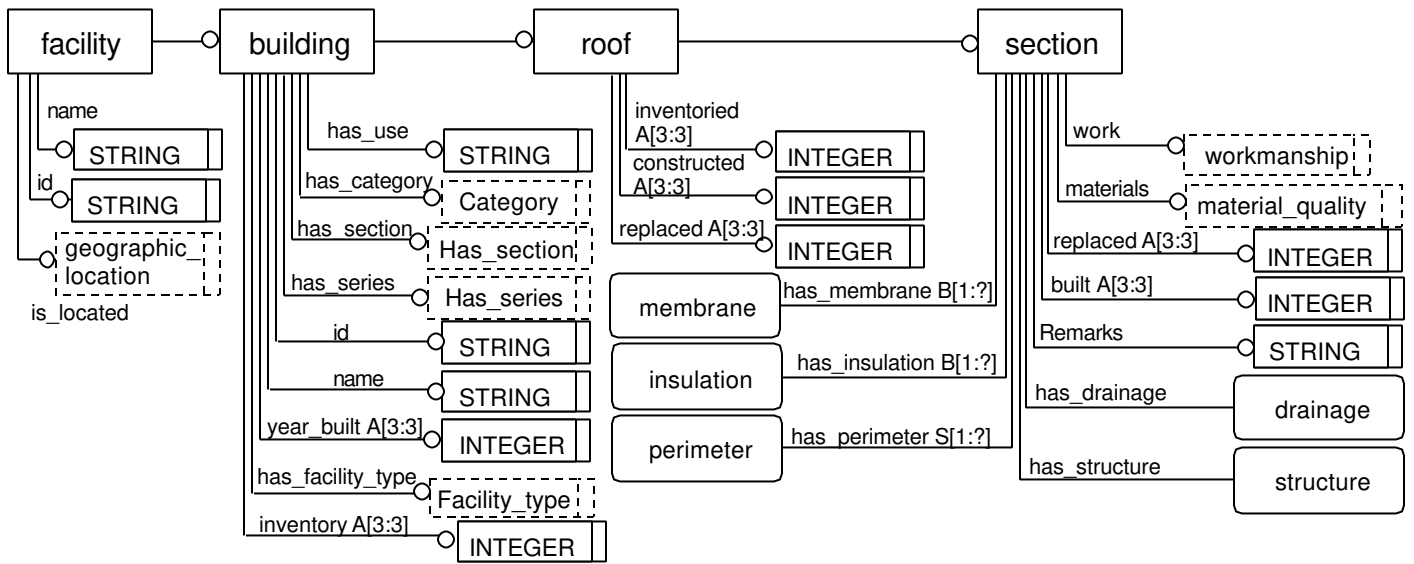 facility
building
roof
section
name
STRING
id
STRING
geographic_
location
is_located
has_use
STRING
has_category
Category
has_section
Has_section
has_series
Has_series
id
STRING
name
STRING
year_built A[3:3]
INTEGER
has_facility_type
Facility_type
inventory A[3:3]
INTEGER
inventoried
A[3:3]
INTEGER
constructed
A[3:3]
INTEGER
replaced A[3:3]
INTEGER
membrane
has_membrane B[1:?]
insulation
has_insulation B[1:?]
perimeter
has_perimeter S[1:?]
work
workmanship
materials
material_quality
replaced A[3:3]
INTEGER
built A[3:3]
INTEGER
Remarks
STRING
has_drainage
drainage
has_structure
structure